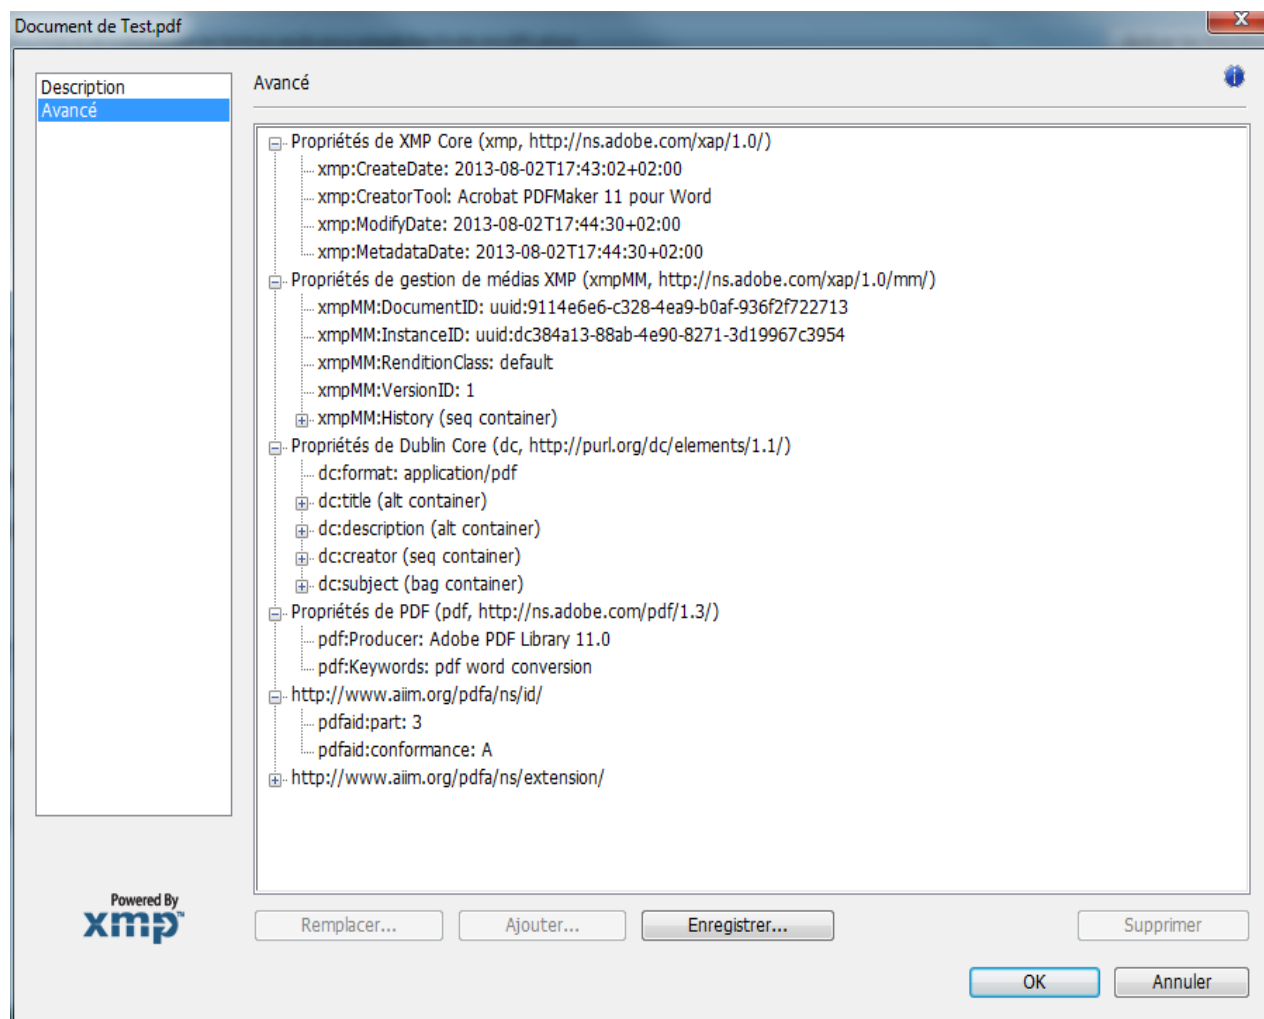 Document de Test.pdf
x
Description
Avancé
Avancé
i
Propriétés de XMP Core (xmp, http://ns.adobe.com/xap/1.0/)
xmp:CreateDate: 2013-08-02T17:43:02+02:00
xmp:CreatorTool: Acrobat PDFMaker 11 pour Word
xmp:ModifyDate: 2013-08-02T17:44:30+02:00
xmp:MetadataDate: 2013-08-02T17:44:30+02:00
Propriétés de gestion de médias XMP (xmpMM, http://ns.adobe.com/xap/1.0/mm/)
xmpMM:DocumentID: uuid:9114e6e6-c328-4ea9-b0af-936f2f722713
xmpMM:InstanceID: uuid:dc384a13-88ab-4e90-8271-3d19967c3954
xmpMM:RenditionClass: default
xmpMM:VersionID: 1
xmpMM:History (seq container)
Propriétés de Dublin Core (dc, http://purl.org/dc/elements/1.1/)
dc:format: application/pdf
dc:title (alt container)
dc:description (alt container)
dc:creator (seq container)
dc:subject (bag container)
Propriétés de PDF (pdf, http://ns.adobe.com/pdf/1.3/)
pdf:Producer: Adobe PDF Library 11.0
pdf:Keywords: pdf word conversion
http://www.aiim.org/pdfa/ns/id/
pdfaid:part: 3
pdfaid:conformance: A
http://www.aiim.org/pdfa/ns/extension/
Powered By
xmp™
Remplacer... Ajouter... Enregistrer... Supprimer
OK Annuler